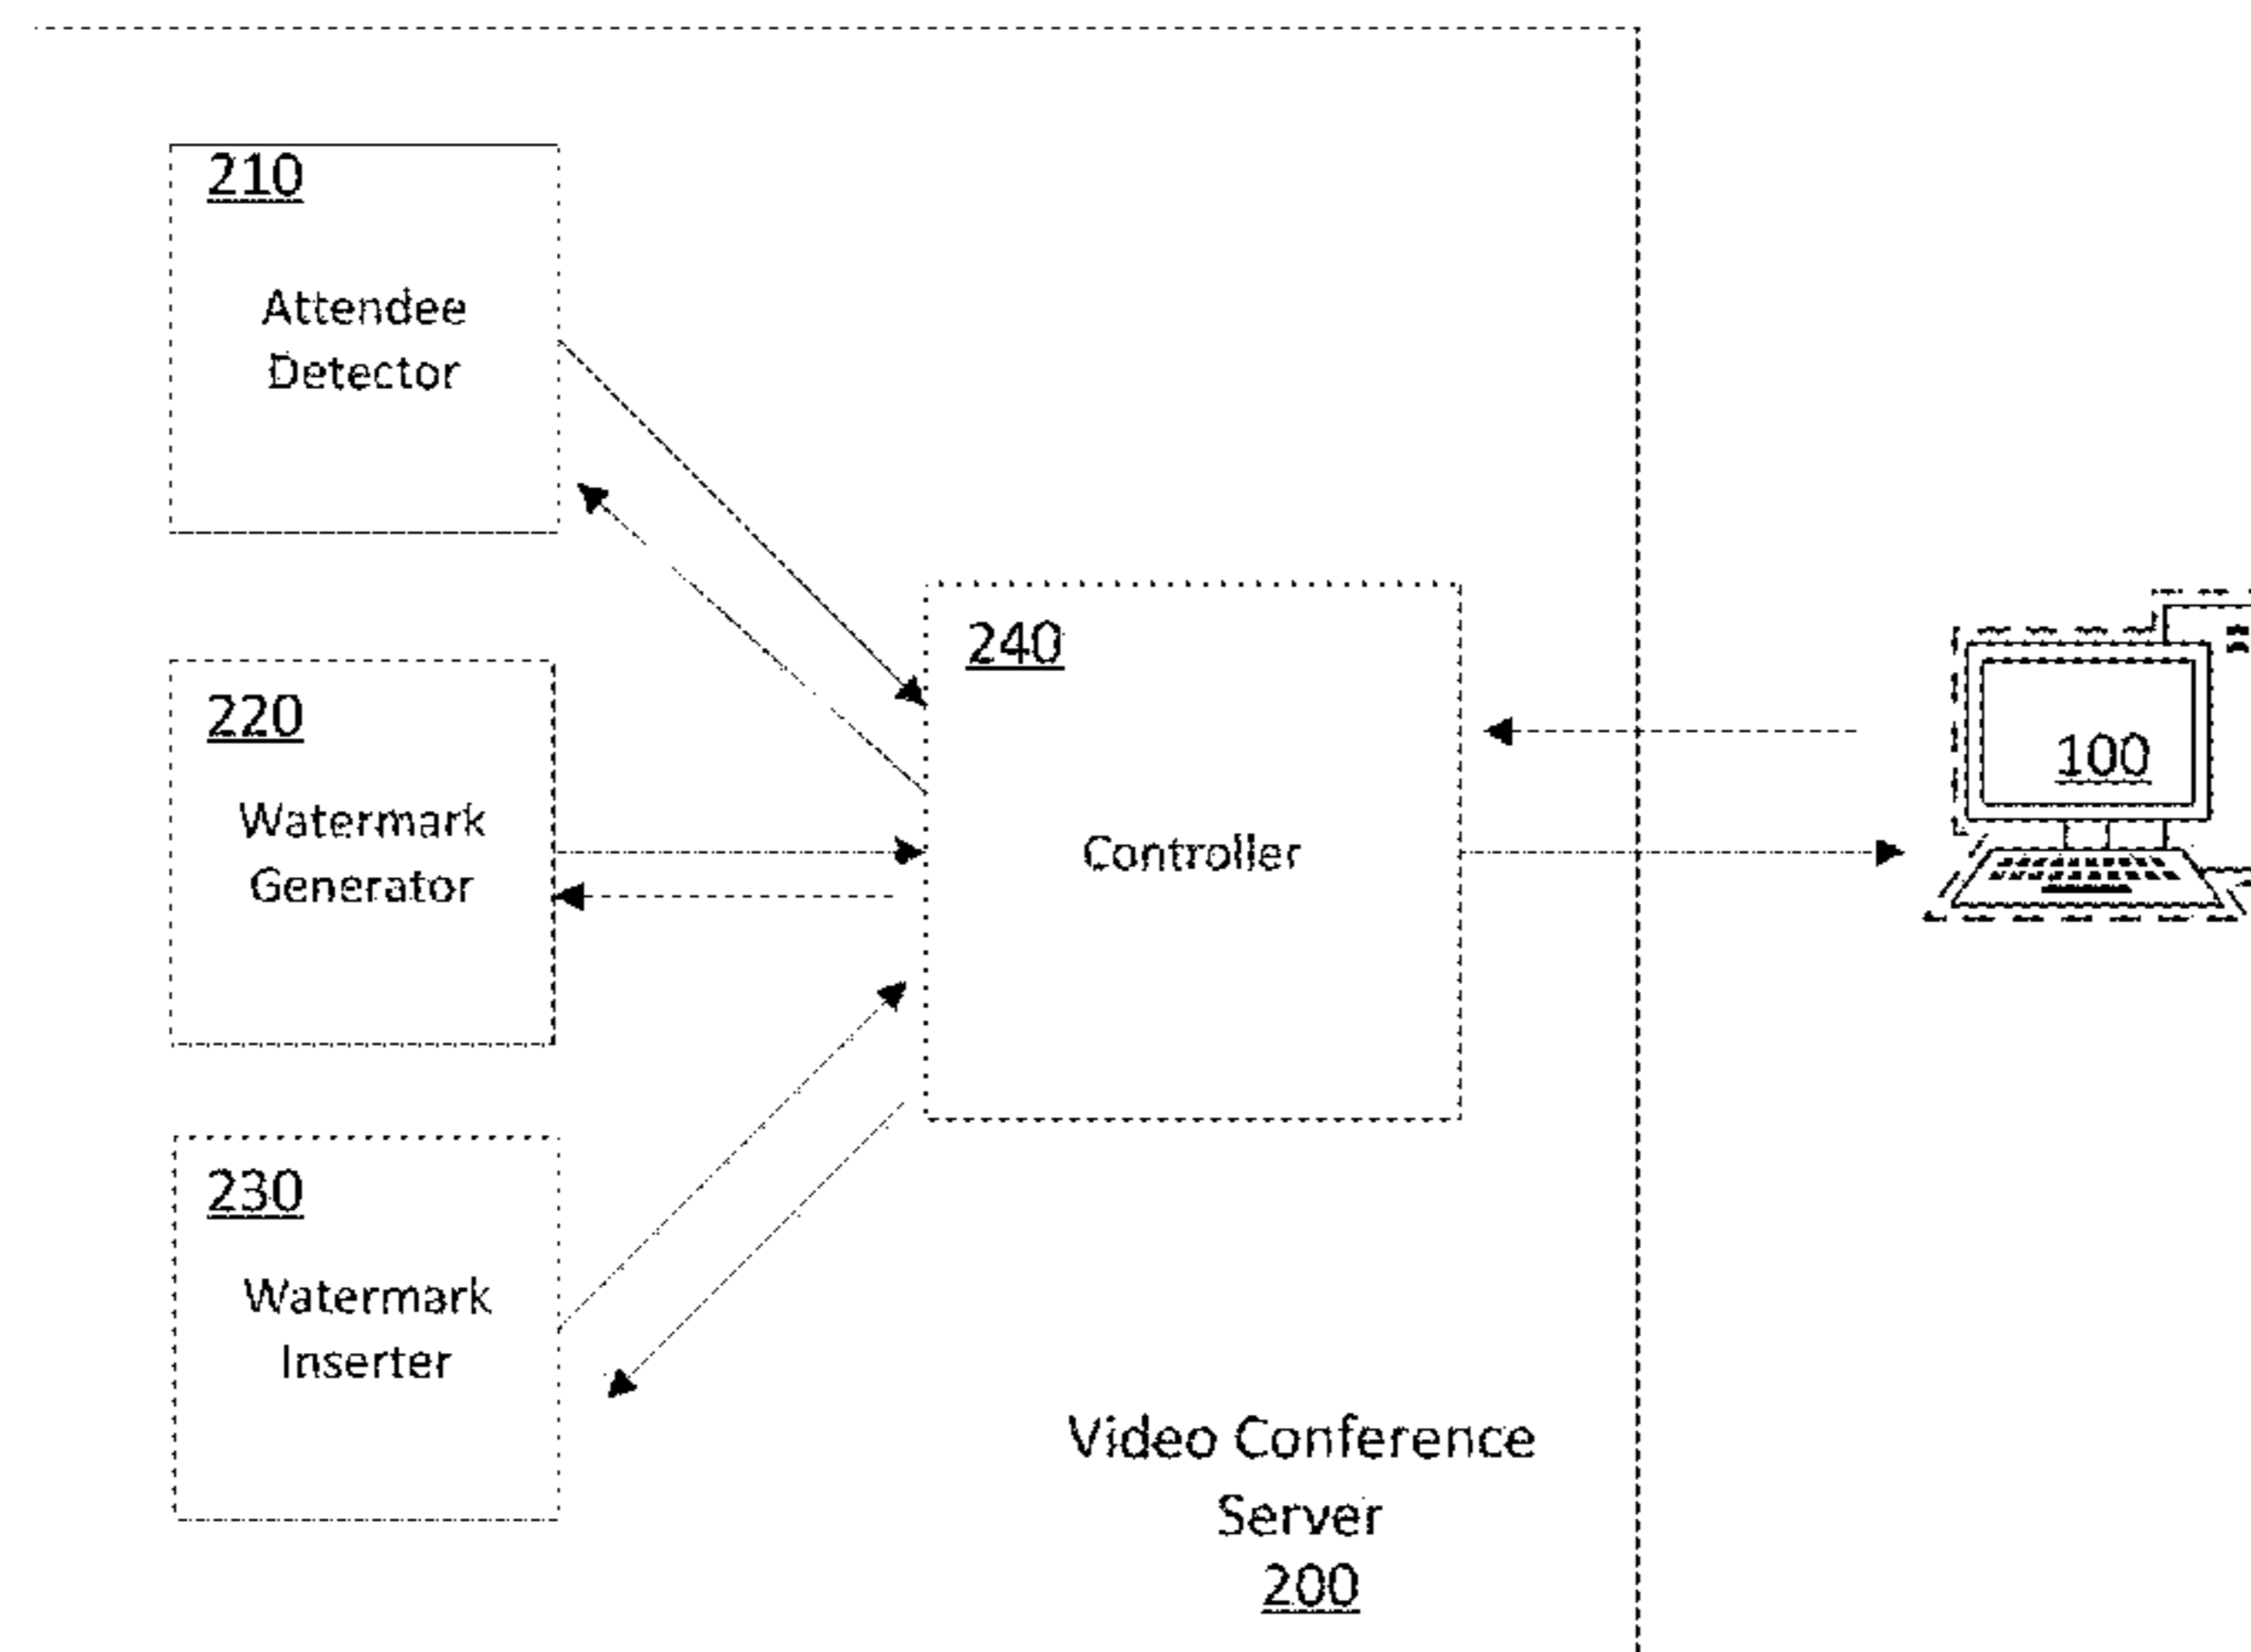 210
Attendee
Detector
220
Watermark
Generator
230
Watermark
Inserter
240
Controller
100
Video Conference
Server
200